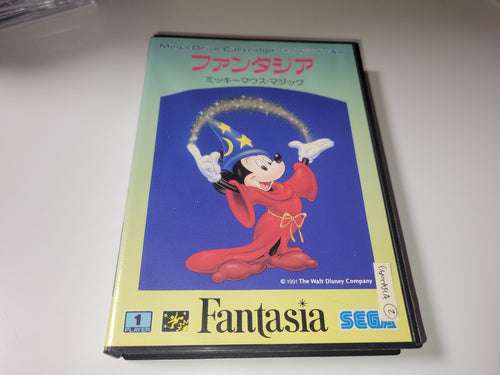 Mega Drive Cartridge
ファンタジア
ミッキーマウス・マジック
© 1991 The Walt Disney Company
1
PLAYER
Fantasia
SEGA
FANTASIA
2